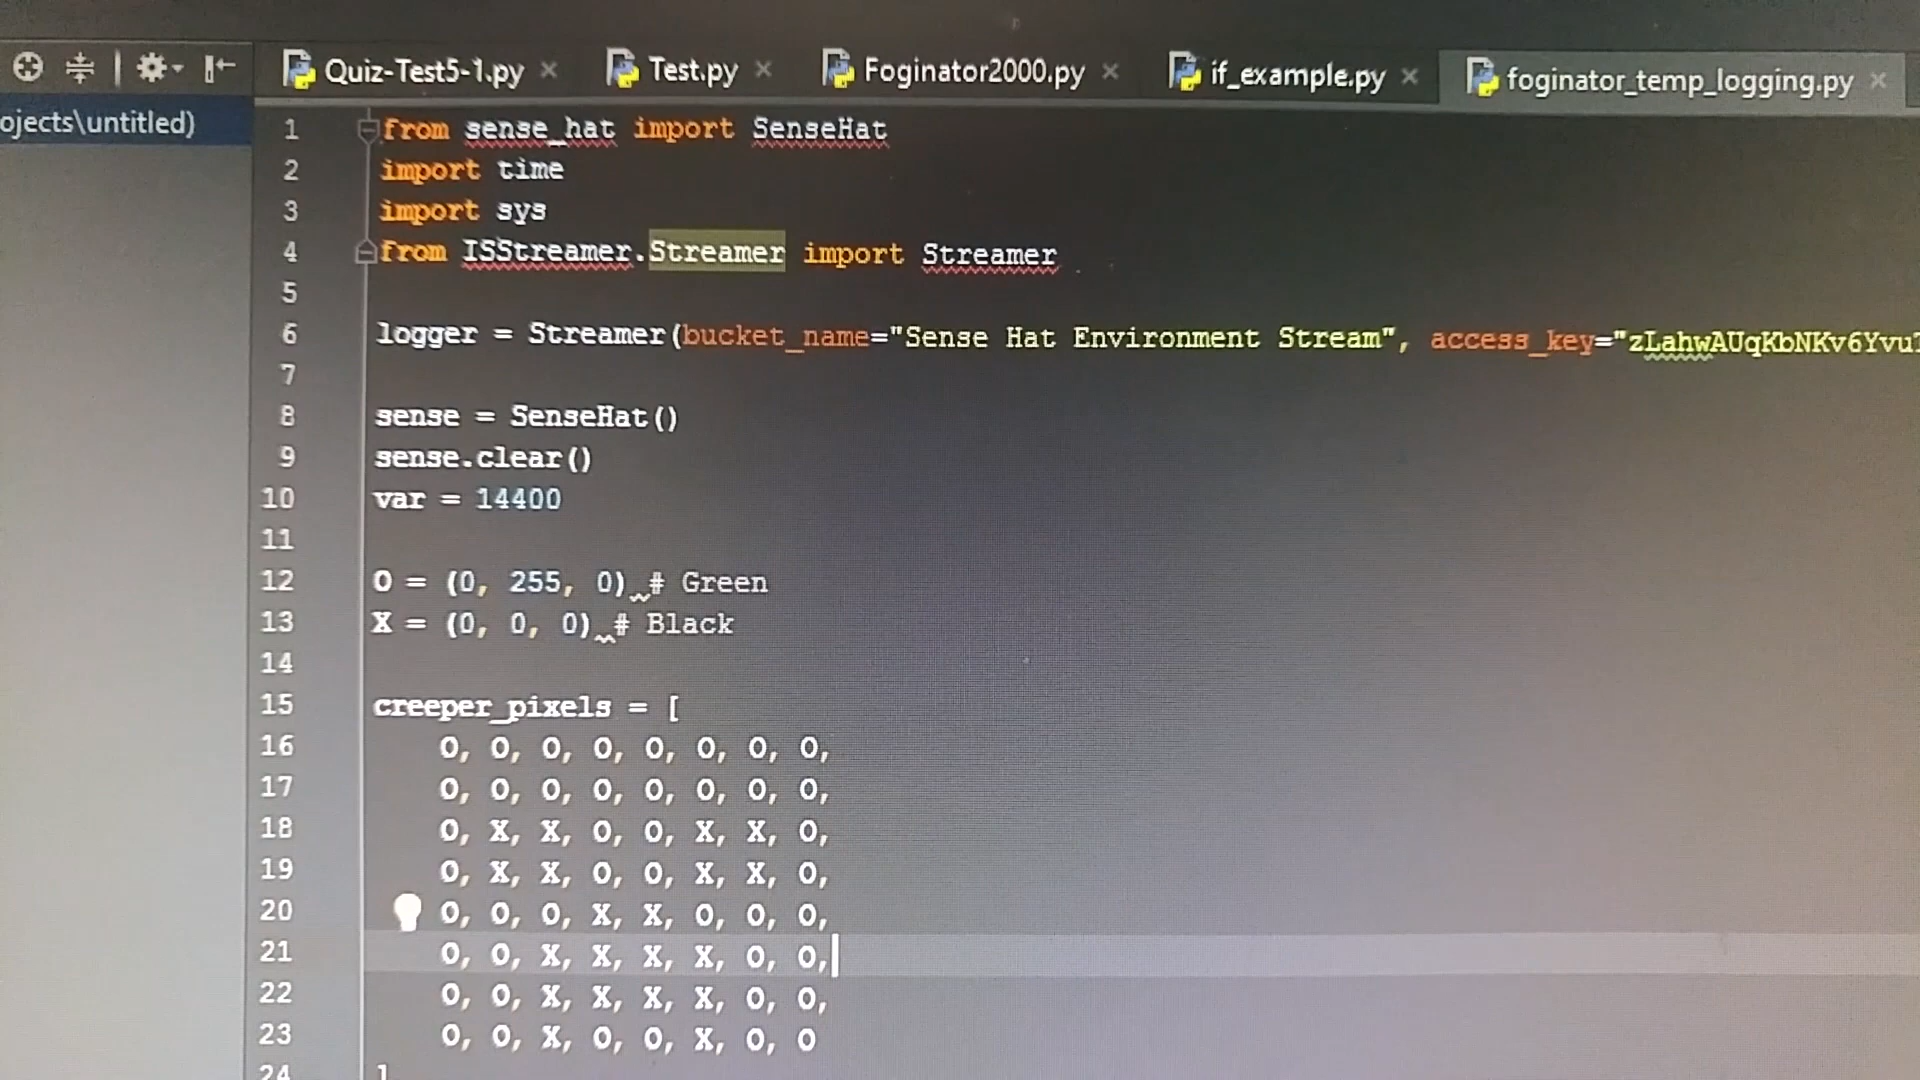 Quiz-Test5-1.py Test.py Foginator2000.py if_example.py foginator_temp_logging.py
ojects\untitled)
1 from sense_hat import SenseHat
2 import time
3 import sys
4 from ISStreamer.Streamer import Streamer
5
6 logger = Streamer(bucket_name="Sense Hat Environment Stream", access_key="zLahwAUqKbNKv6Yvu
7
8 sense = SenseHat()
9 sense.clear()
10 var = 14400
11
12 O = (0, 255, 0) # Green
13 X = (0, 0, 0) # Black
14
15 creeper_pixels = [
16 O, O, O, O, O, O, O, O,
17 O, O, O, O, O, O, O, O,
18 O, X, X, O, O, X, X, O,
19 O, X, X, O, O, X, X, O,
20 O, O, O, X, X, O, O, O,
21 O, O, X, X, X, X, O, O,
22 O, O, X, X, X, X, O, O,
23 O, O, X, O, O, X, O, O
24 ]